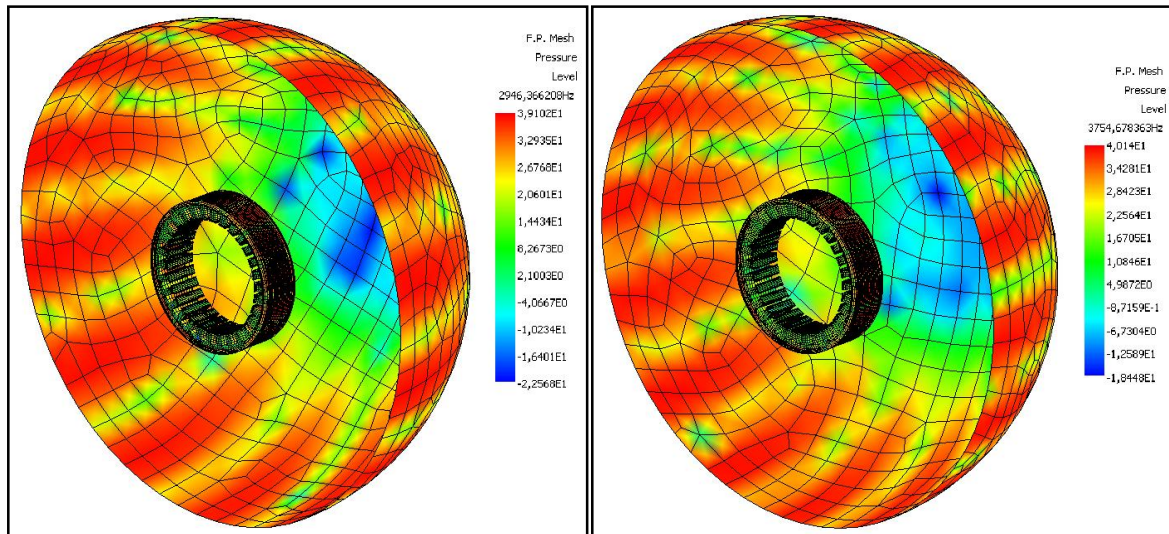 F.P. Mesh
Pressure
Level
2946,366208Hz
3,9102E1
3,2935E1
2,6768E1
2,0601E1
1,4434E1
8,2673E0
2,1003E0
-4,0667E0
-1,0234E1
-1,6401E1
-2,2568E1
F.P. Mesh
Pressure
Level
3754,678363Hz
4,014E1
3,4281E1
2,8423E1
2,2564E1
1,6705E1
1,0846E1
4,9872E0
-8,7159E-1
-6,7304E0
-1,2589E1
-1,8448E1